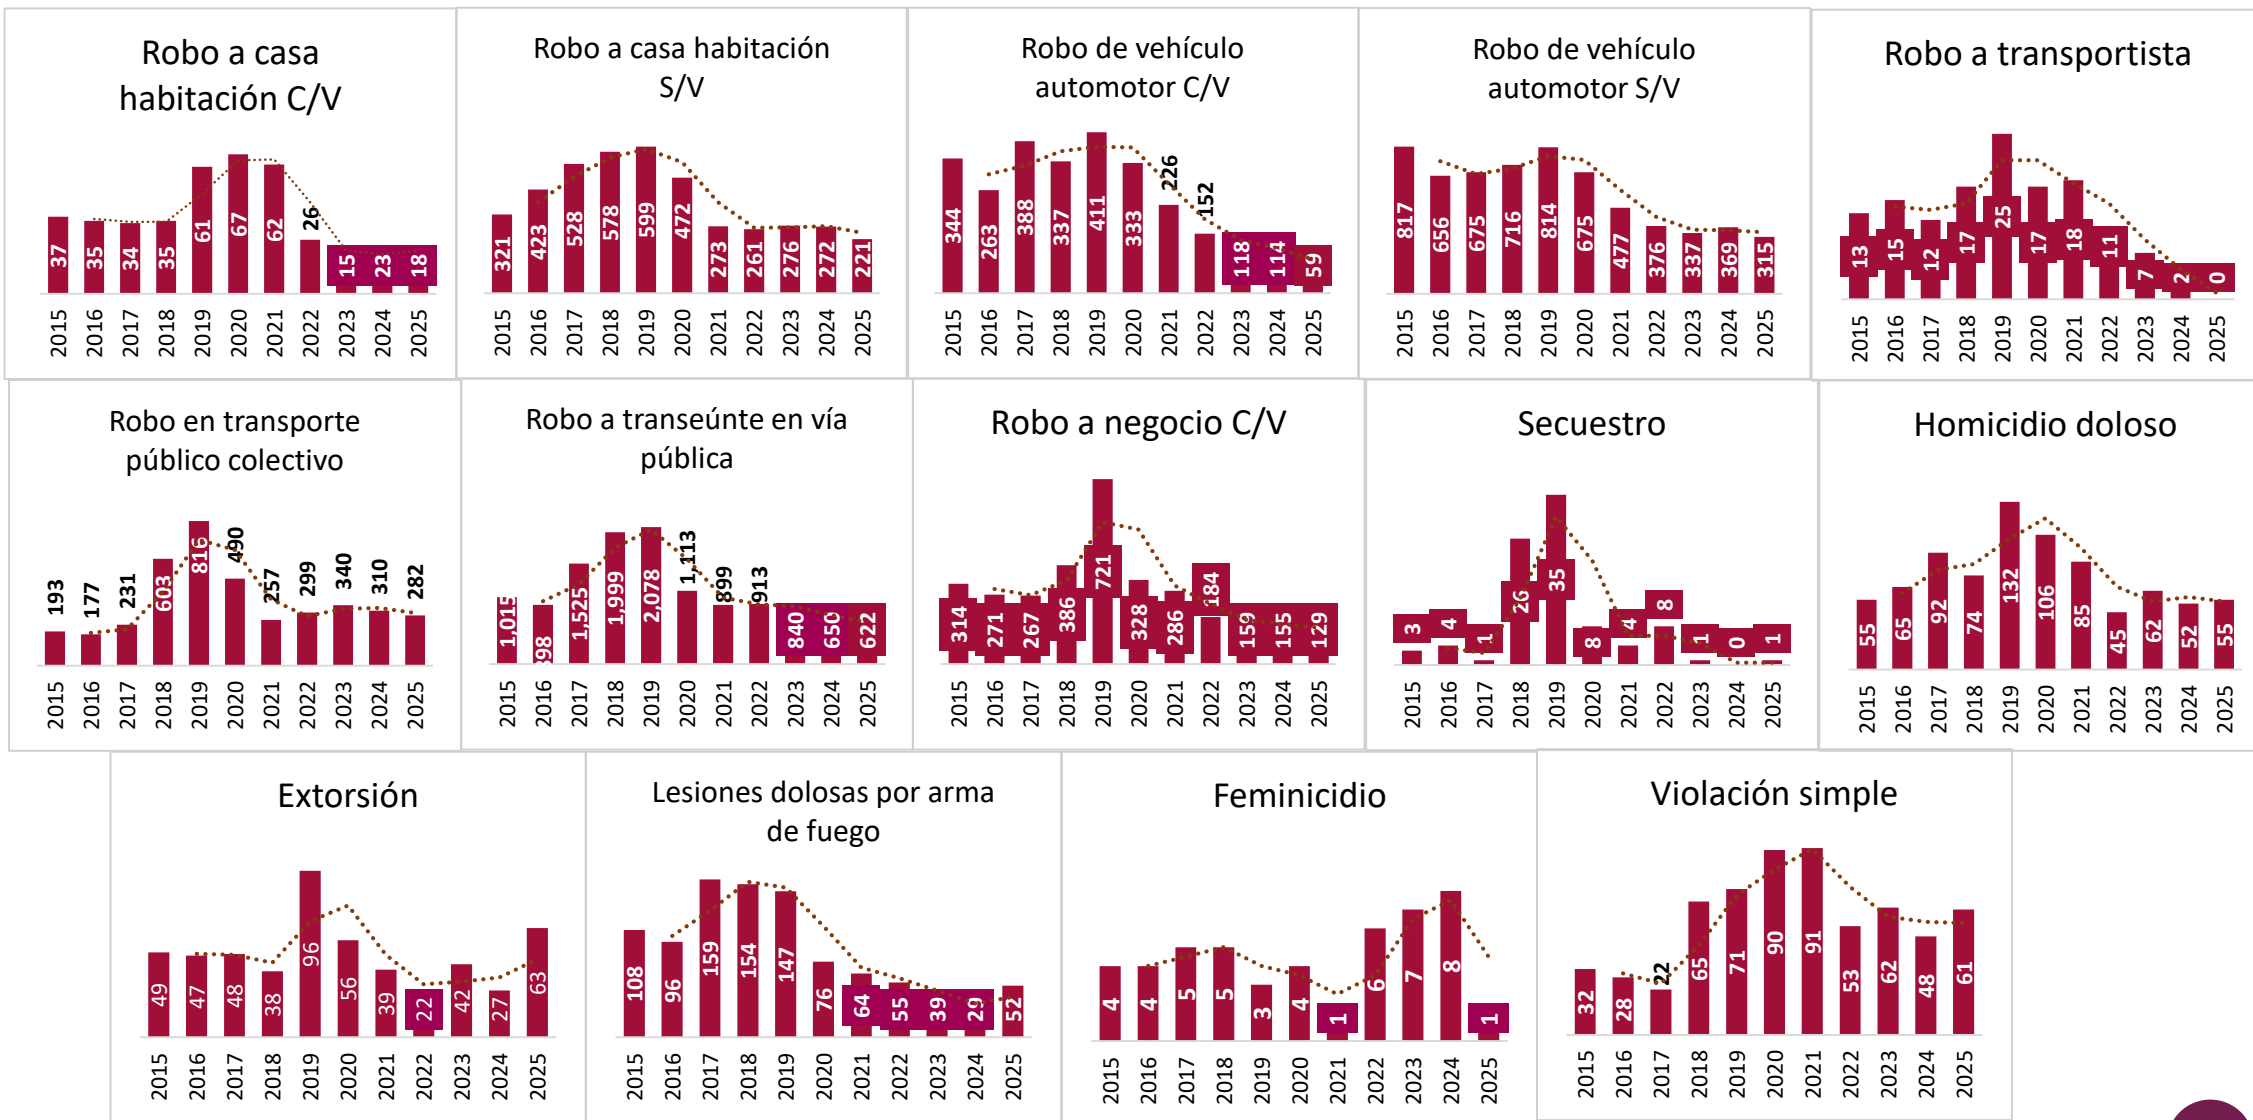 Robo a casa
habitación C/V
37 35 34 35 61 67 62 26 15 23 18
2015 2016 2017 2018 2019 2020 2021 2022 2023 2024 2025
Robo a casa habitación
S/V
321 423 528 578 599 472 273 261 276 272 221
2015 2016 2017 2018 2019 2020 2021 2022 2023 2024 2025
Robo de vehículo
automotor C/V
344 263 388 337 411 333 226 152 118 114 59
2015 2016 2017 2018 2019 2020 2021 2022 2023 2024 2025
Robo de vehículo
automotor S/V
817 656 675 716 814 675 477 376 337 369 315
2015 2016 2017 2018 2019 2020 2021 2022 2023 2024 2025
Robo a transportista
13 15 12 17 25 17 18 11 7 2 0
2015 2016 2017 2018 2019 2020 2021 2022 2023 2024 2025
Robo en transporte
público colectivo
193 177 231 603 816 490 257 299 340 310 282
2015 2016 2017 2018 2019 2020 2021 2022 2023 2024 2025
Robo a transeúnte en vía
pública
1,015 898 1,525 1,999 2,078 1,113 899 913 840 650 622
2015 2016 2017 2018 2019 2020 2021 2022 2023 2024 2025
Robo a negocio C/V
314 271 267 386 721 328 286 184 159 155 129
2015 2016 2017 2018 2019 2020 2021 2022 2023 2024 2025
Secuestro
3 4 1 26 35 8 4 8 1 0 1
2015 2016 2017 2018 2019 2020 2021 2022 2023 2024 2025
Homicidio doloso
55 65 92 74 132 106 85 45 62 52 55
2015 2016 2017 2018 2019 2020 2021 2022 2023 2024 2025
Extorsión
49 47 48 38 96 56 39 22 42 27 63
2015 2016 2017 2018 2019 2020 2021 2022 2023 2024 2025
Lesiones dolosas por arma
de fuego
108 96 159 154 147 76 64 55 39 29 52
2015 2016 2017 2018 2019 2020 2021 2022 2023 2024 2025
Feminicidio
4 4 5 5 3 4 1 6 7 8 1
2015 2016 2017 2018 2019 2020 2021 2022 2023 2024 2025
Violación simple
32 28 22 65 71 90 91 53 62 48 61
2015 2016 2017 2018 2019 2020 2021 2022 2023 2024 2025